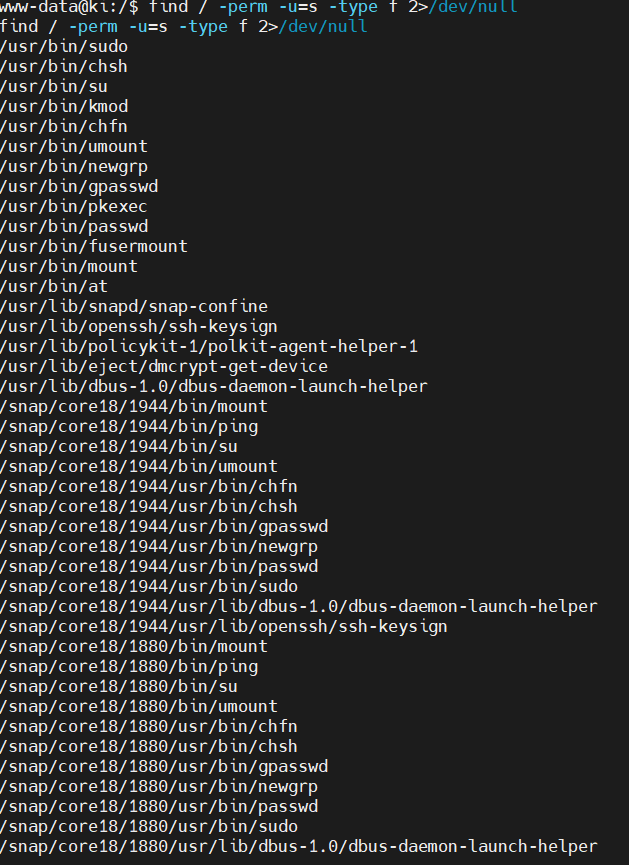 www-data@ki:/$ find / -perm -u=s -type f 2>/dev/null
find / -perm -u=s -type f 2>/dev/null
/usr/bin/sudo
/usr/bin/chsh
/usr/bin/su
/usr/bin/kmod
/usr/bin/chfn
/usr/bin/umount
/usr/bin/newgrp
/usr/bin/gpasswd
/usr/bin/pkexec
/usr/bin/passwd
/usr/bin/fusermount
/usr/bin/mount
/usr/bin/at
/usr/lib/snapd/snap-confine
/usr/lib/openssh/ssh-keysign
/usr/lib/policykit-1/polkit-agent-helper-1
/usr/lib/eject/dmcrypt-get-device
/usr/lib/dbus-1.0/dbus-daemon-launch-helper
/snap/core18/1944/bin/mount
/snap/core18/1944/bin/ping
/snap/core18/1944/bin/su
/snap/core18/1944/bin/umount
/snap/core18/1944/usr/bin/chfn
/snap/core18/1944/usr/bin/chsh
/snap/core18/1944/usr/bin/gpasswd
/snap/core18/1944/usr/bin/newgrp
/snap/core18/1944/usr/bin/passwd
/snap/core18/1944/usr/bin/sudo
/snap/core18/1944/usr/lib/dbus-1.0/dbus-daemon-launch-helper
/snap/core18/1944/usr/lib/openssh/ssh-keysign
/snap/core18/1880/bin/mount
/snap/core18/1880/bin/ping
/snap/core18/1880/bin/su
/snap/core18/1880/bin/umount
/snap/core18/1880/usr/bin/chfn
/snap/core18/1880/usr/bin/chsh
/snap/core18/1880/usr/bin/gpasswd
/snap/core18/1880/usr/bin/newgrp
/snap/core18/1880/usr/bin/passwd
/snap/core18/1880/usr/bin/sudo
/snap/core18/1880/usr/lib/dbus-1.0/dbus-daemon-launch-helper